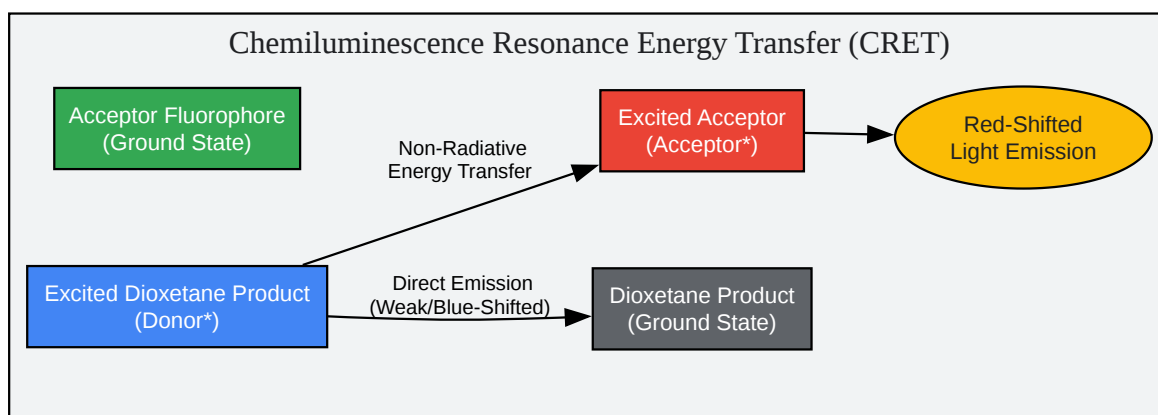 Chemiluminescence Resonance Energy Transfer (CRET)
Acceptor Fluorophore
(Ground State)
Non-Radiative
Energy Transfer
Excited Acceptor
(Acceptor*)
Red-Shifted
Light Emission
Excited Dioxetane Product
(Donor*)
Direct Emission
(Weak/Blue-Shifted)
Dioxetane Product
(Ground State)